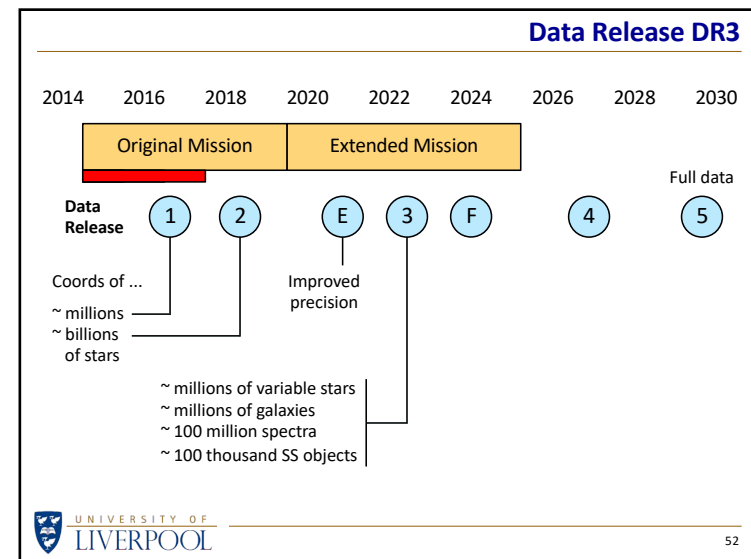 Data Release DR3
2014 2016 2018 2020 2022 2024 2026 2028 2030
Original Mission Extended Mission
Full data
Data
Release
1 2 E 3 F 4 5
Coords of ...
~ millions
~ billions
of stars
Improved
precision
~ millions of variable stars
~ millions of galaxies
~ 100 million spectra
~ 100 thousand SS objects
UNIVERSITY OF
LIVERPOOL
52